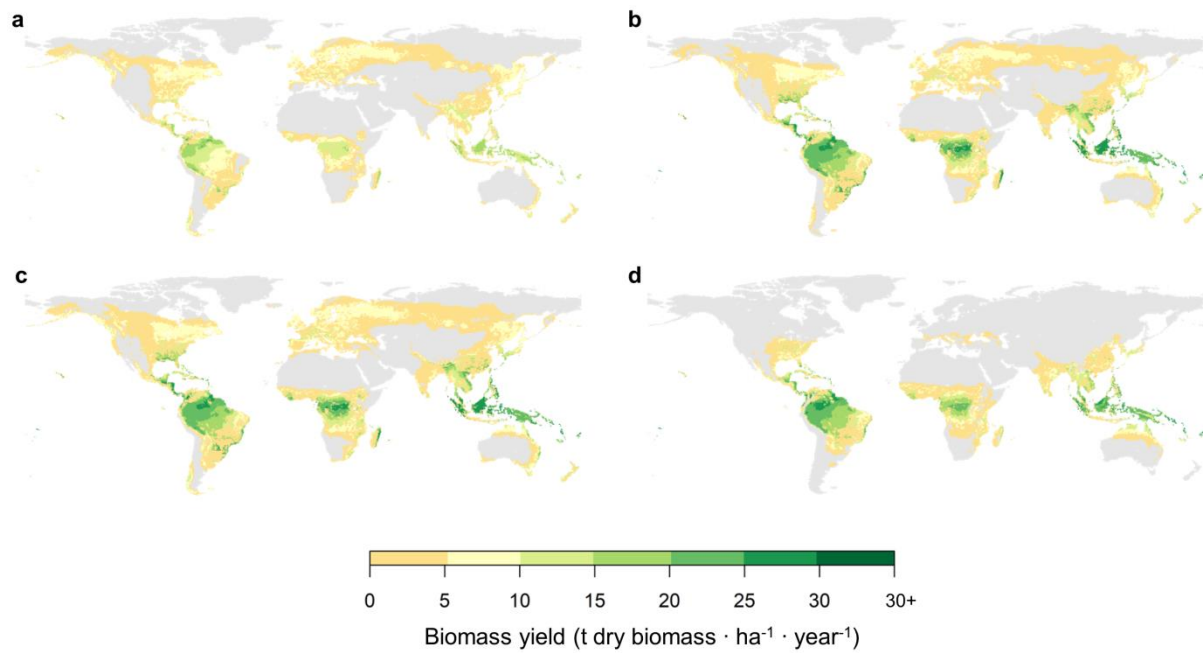 a
b
c
d
0 5 10 15 20 25 30 30+
Biomass yield (t dry biomass · ha⁻¹ · year⁻¹)